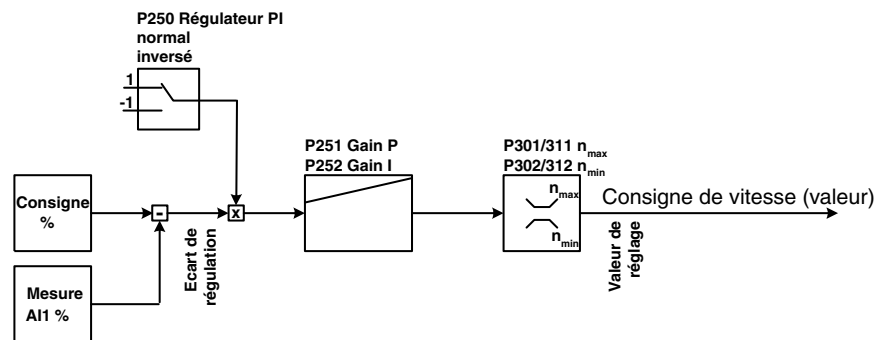 P250 Régulateur PI
normal
inversé
1
-1
P251 Gain P
P252 Gain I
P301/311 nmax
P302/312 nmin
Consigne
%
-
Ecart de
régulation
x
nmax
nmin
Consigne de vitesse (valeur)
Valeur de
réglage
Mesure
AI1 %